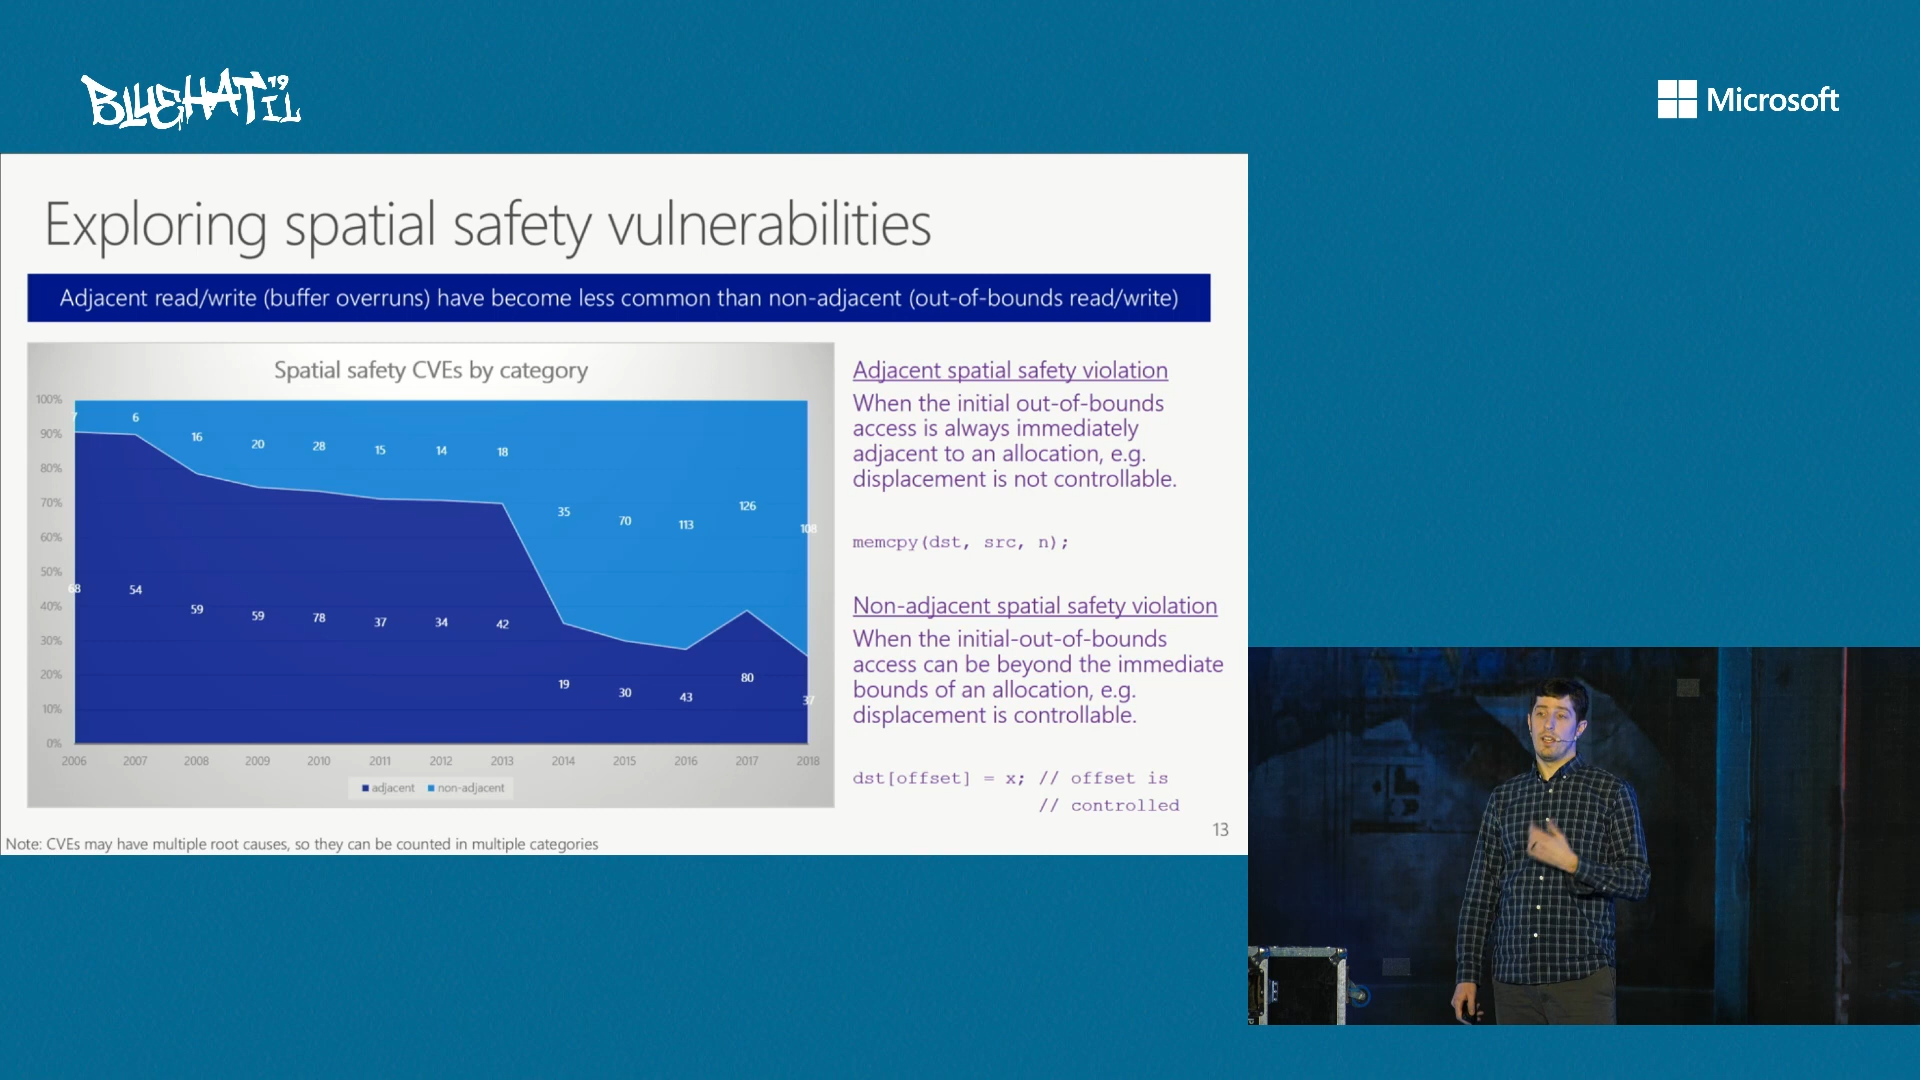 BLUEHAT IL 19
Microsoft
Exploring spatial safety vulnerabilities
Adjacent read/write (buffer overruns) have become less common than non-adjacent (out-of-bounds read/write)
Spatial safety CVEs by category
100%
90%
80%
70%
60%
50%
40%
30%
20%
10%
0%
7 6 16 20 28 15 14 18 35 70 113 126 108
68 54 59 59 78 37 34 42 19 30 43 80 37
2006 2007 2008 2009 2010 2011 2012 2013 2014 2015 2016 2017 2018
adjacent non-adjacent
Adjacent spatial safety violation
When the initial out-of-bounds
access is always immediately
adjacent to an allocation, e.g.
displacement is not controllable.
memcpy(dst, src, n);
Non-adjacent spatial safety violation
When the initial-out-of-bounds
access can be beyond the immediate
bounds of an allocation, e.g.
displacement is controllable.
dst[offset] = x; // offset is
// controlled
13
Note: CVEs may have multiple root causes, so they can be counted in multiple categories